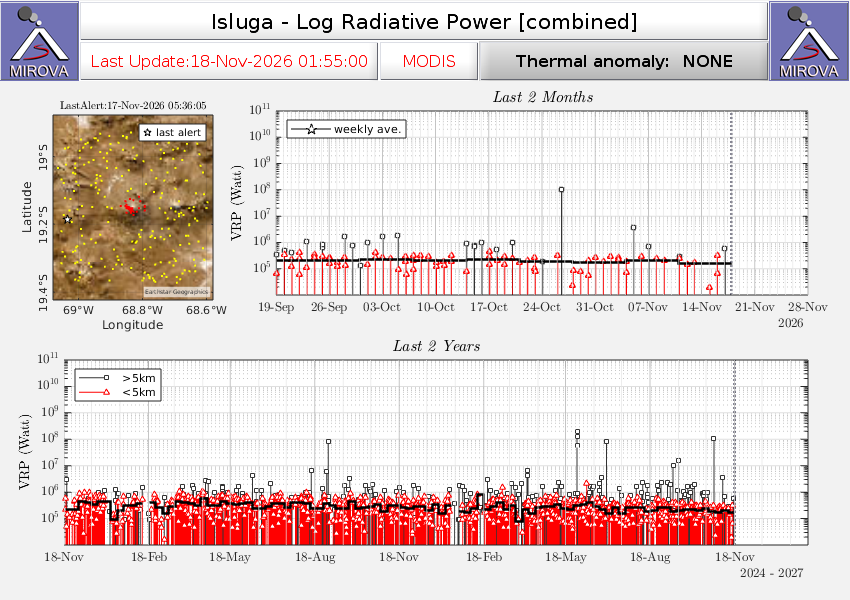 Isluga - Log Radiative Power [combined]
MIROVA
Last Update:18-Nov-2026 01:55:00
MODIS
Thermal anomaly: NONE
MIROVA
LastAlert:17-Nov-2026 05:36:05
last alert
19°S
19.2°S
19.4°S
Latitude
Earthstar Geographics
69°W
68.8°W
68.6°W
Longitude
Last 2 Months
weekly ave.
VRP (Watt)
10^11
10^10
10^9
10^8
10^7
10^6
10^5
19-Sep
26-Sep
03-Oct
10-Oct
17-Oct
24-Oct
31-Oct
07-Nov
14-Nov
21-Nov
28-Nov
2026
Last 2 Years
>5km
<5km
VRP (Watt)
10^11
10^10
10^9
10^8
10^7
10^6
10^5
18-Nov
18-Feb
18-May
18-Aug
18-Nov
18-Feb
18-May
18-Aug
18-Nov
2024 - 2027